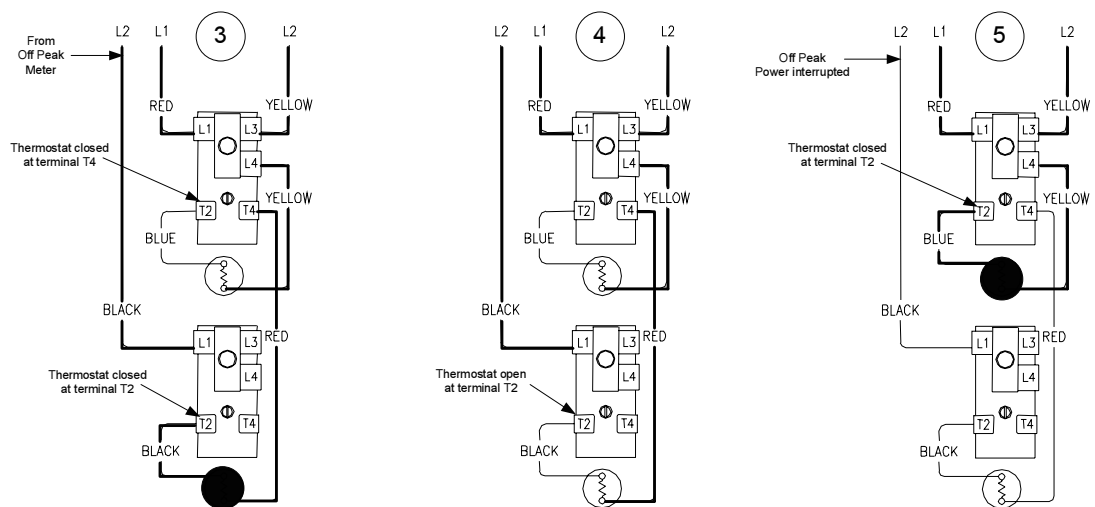 L2
L1
3
L2
From
Off Peak
Meter
RED
YELLOW
L1
L3
L4
Thermostat closed
at terminal T4
YELLOW
T2
T4
BLUE
BLACK
RED
L1
L3
L4
Thermostat closed
at terminal T2
T2
T4
BLACK
L2
L1
4
L2
RED
YELLOW
L1
L3
L4
YELLOW
T2
T4
BLUE
BLACK
RED
L1
L3
L4
Thermostat open
at terminal T2
T2
T4
BLACK
L2
L1
5
L2
Off Peak
Power interrupted
RED
YELLOW
L1
L3
L4
Thermostat closed
at terminal T2
YELLOW
T2
T4
BLUE
BLACK
RED
L1
L3
L4
T2
T4
BLACK